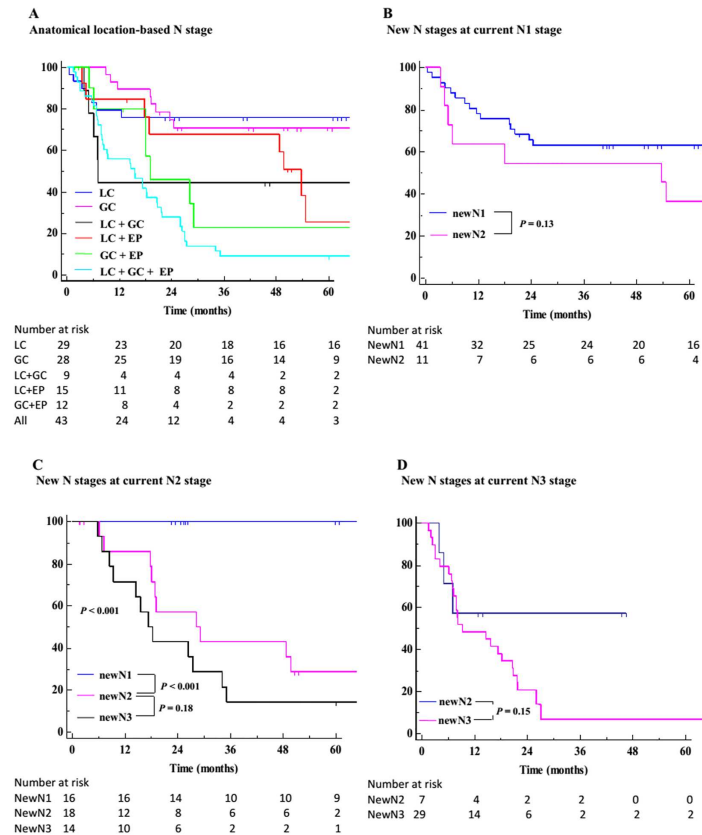 A
Anatomical location-based N stage
100
80
60
40
20
0
LC
GC
LC + GC
LC + EP
GC + EP
LC + GC + EP
0 12 24 36 48 60
Time (months)
Number at risk
LC 29 23 20 18 16 16
GC 28 25 19 16 14 9
LC+GC 9 4 4 4 2 2
LC+EP 15 11 8 8 8 2
GC+EP 12 8 4 2 2 2
All 43 24 12 4 4 3
B
New N stages at current N1 stage
100
80
60
40
20
0
newN1
newN2
P = 0.13
0 12 24 36 48 60
Time (months)
Number at risk
NewN1 41 32 25 24 20 16
NewN2 11 7 6 6 6 4
C
New N stages at current N2 stage
100
80
60
40
20
0
P < 0.001
newN1
newN2
newN3
P < 0.001
P = 0.18
0 12 24 36 48 60
Time (months)
Number at risk
NewN1 16 16 14 10 10 9
NewN2 18 12 8 6 6 2
NewN3 14 10 6 2 2 1
D
New N stages at current N3 stage
100
80
60
40
20
0
newN2
newN3
P = 0.15
0 12 24 36 48 60
Time (months)
Number at risk
NewN2 7 4 2 2 0 0
NewN3 29 14 6 2 2 2